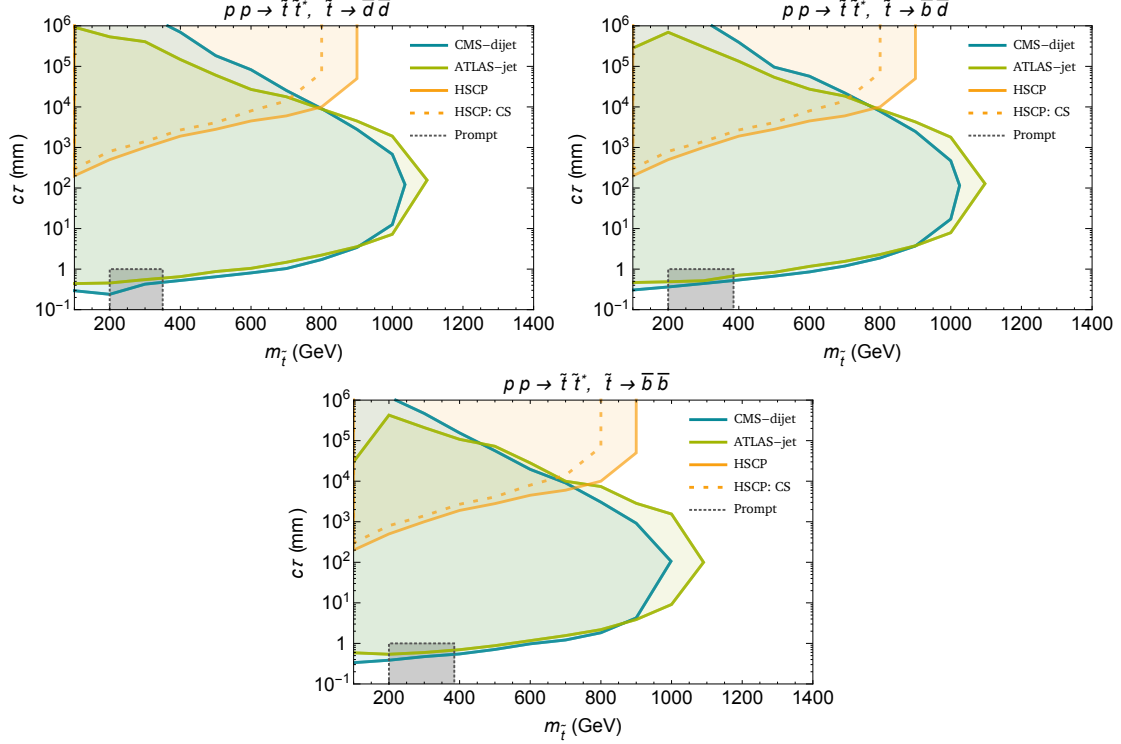 p p → t̃ t̃*, t̃ → d̅ d̅
10⁶
10⁵
10⁴
10³
10²
10¹
1
10⁻¹
cτ (mm)
CMS–dijet
ATLAS–jet
HSCP
HSCP: CS
Prompt
200 400 600 800 1000 1200 1400
m_t̃ (GeV)
p p → t̃ t̃*, t̃ → b̅ d̅
10⁶
10⁵
10⁴
10³
10²
10¹
1
10⁻¹
cτ (mm)
CMS–dijet
ATLAS–jet
HSCP
HSCP: CS
Prompt
200 400 600 800 1000 1200 1400
m_t̃ (GeV)
p p → t̃ t̃*, t̃ → b̅ b̅
10⁶
10⁵
10⁴
10³
10²
10¹
1
10⁻¹
cτ (mm)
CMS–dijet
ATLAS–jet
HSCP
HSCP: CS
Prompt
200 400 600 800 1000 1200 1400
m_t̃ (GeV)